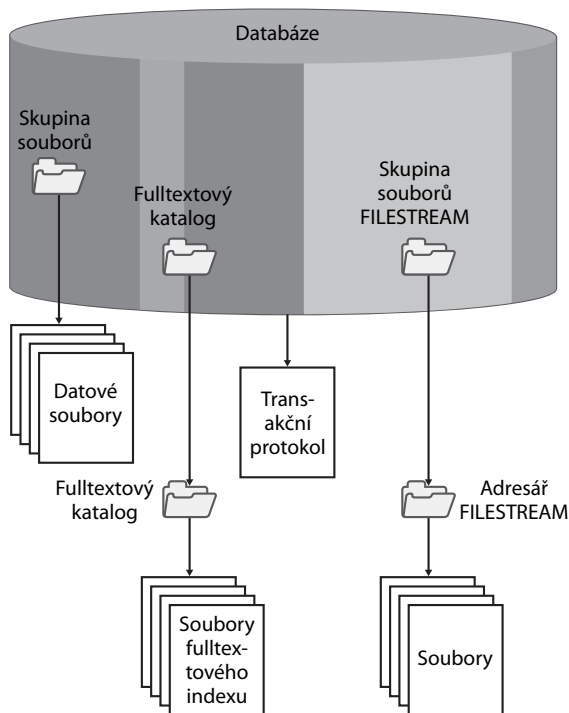 Databáze
Skupina
souborů
Fulltextový
katalog
Skupina
souborů
FILESTREAM
Datové
soubory
Trans-
akční
protokol
Fulltextový
katalog
Adresář
FILESTREAM
Soubory
fulltex-
tového
indexu
Soubory